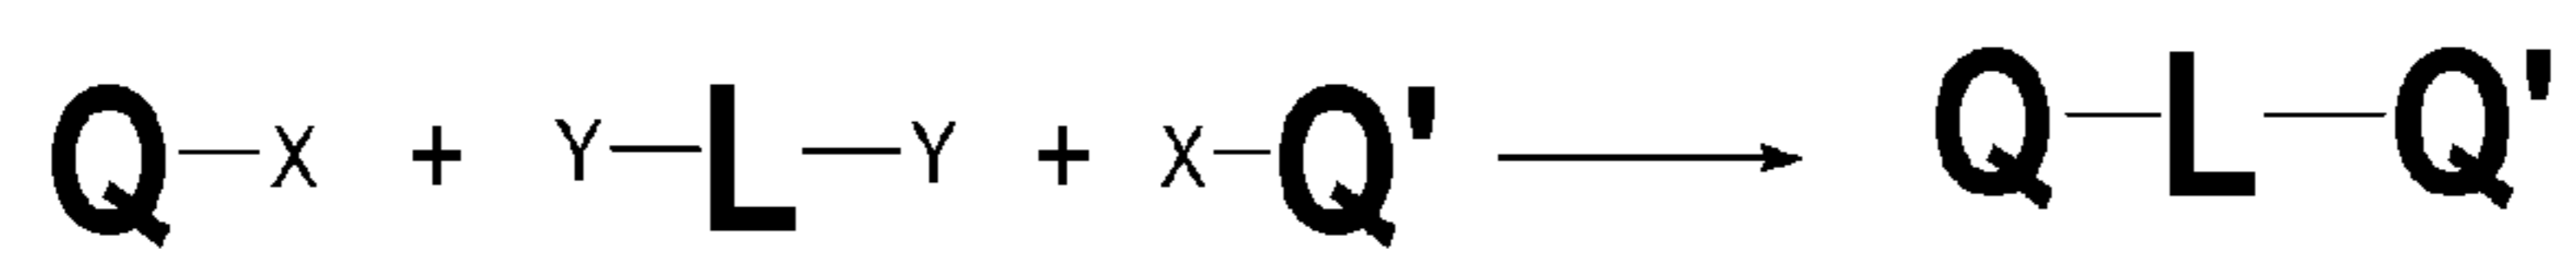 Q—X + Y—L—Y + X—Q' ⟶ Q—L—Q'